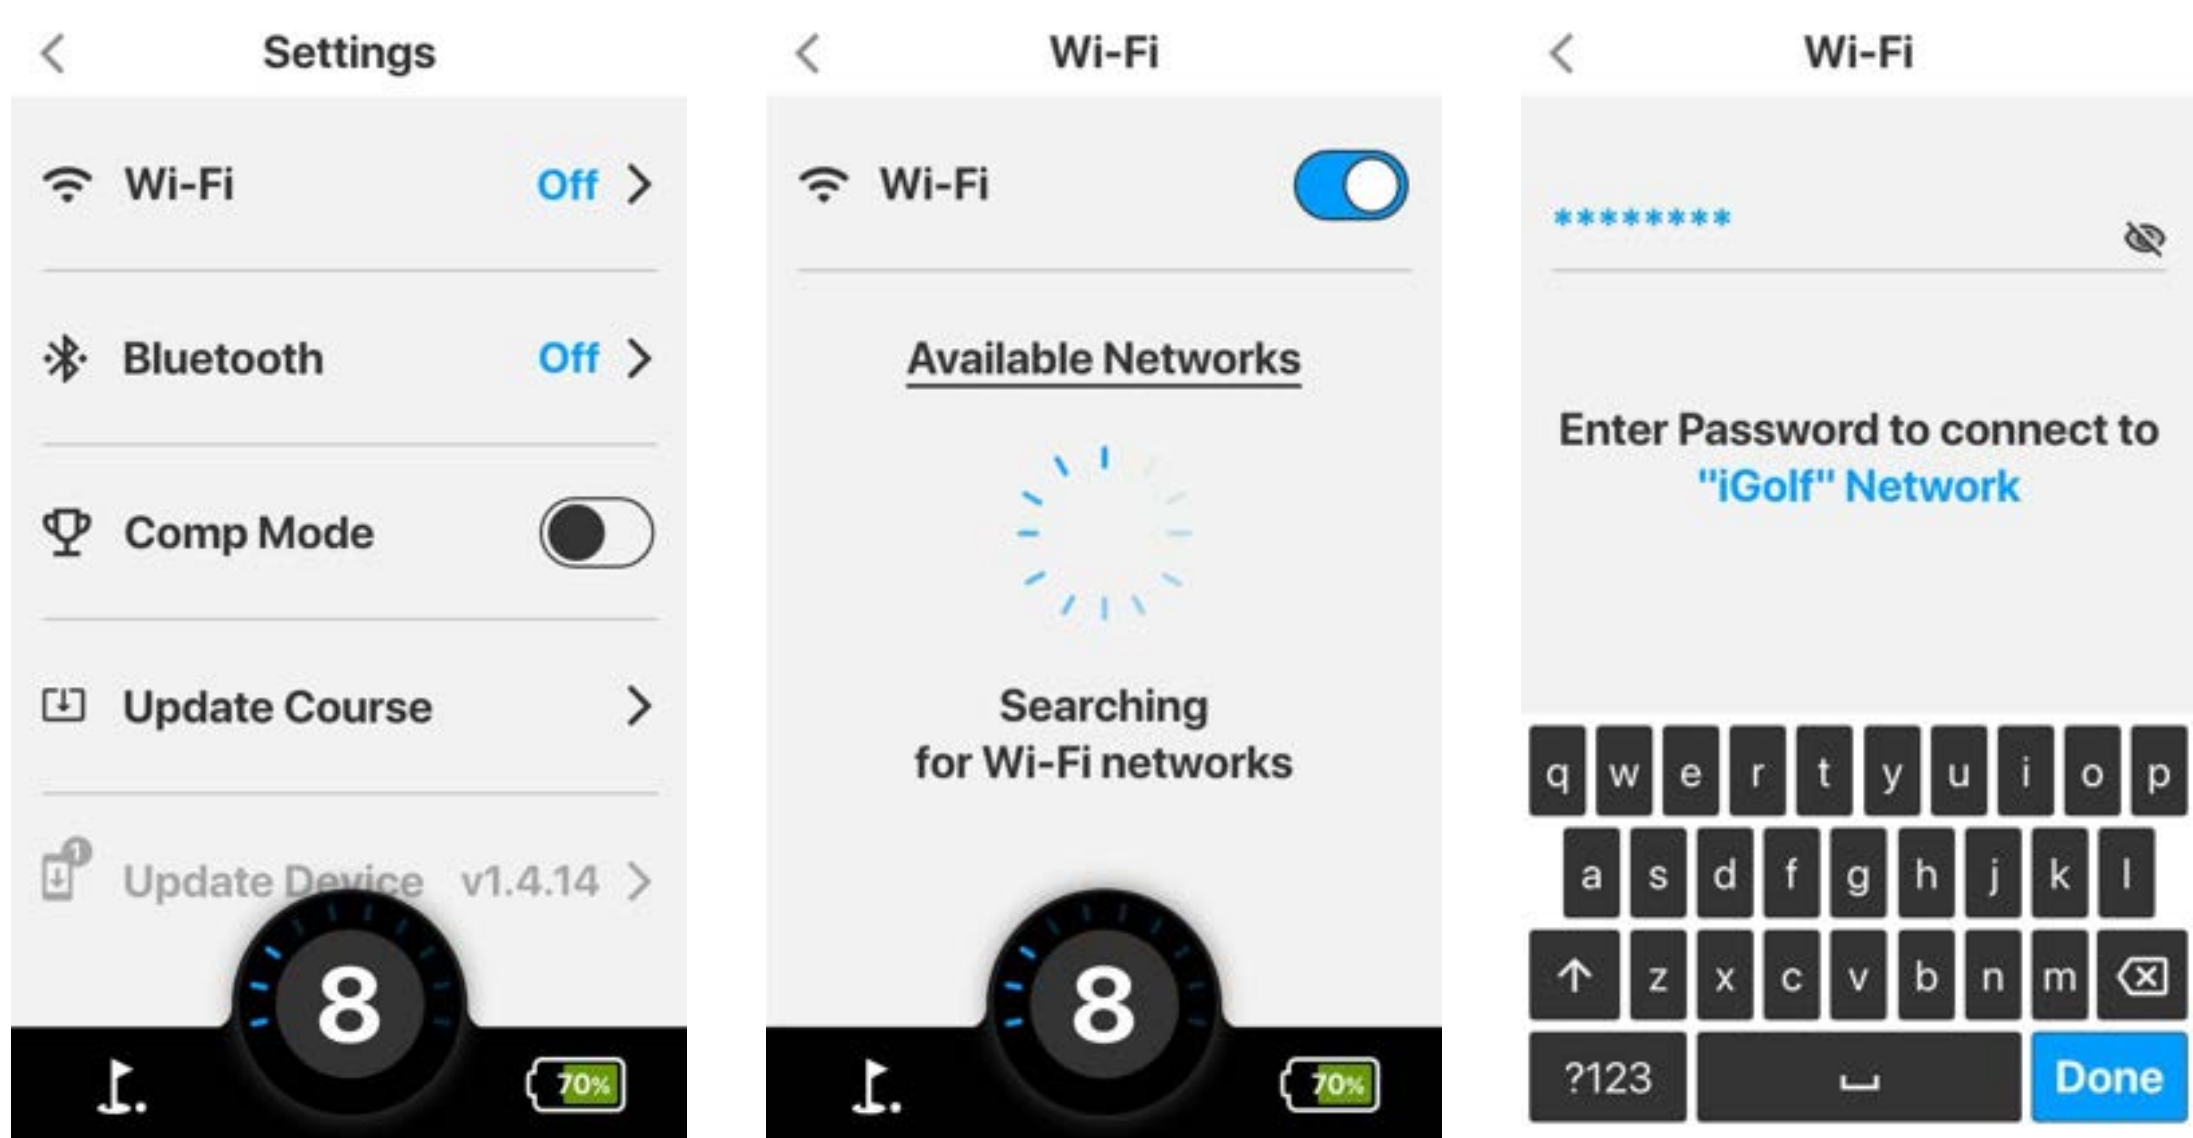 Settings
Wi-Fi Off
Bluetooth Off
Comp Mode
Update Course
1
Update Device v1.4.14
8
70%
Wi-Fi
Wi-Fi
Available Networks
Searching
for Wi-Fi networks
8
70%
Wi-Fi
********
Enter Password to connect to
"iGolf" Network
q w e r t y u i o p
a s d f g h j k l
z x c v b n m
?123 Done